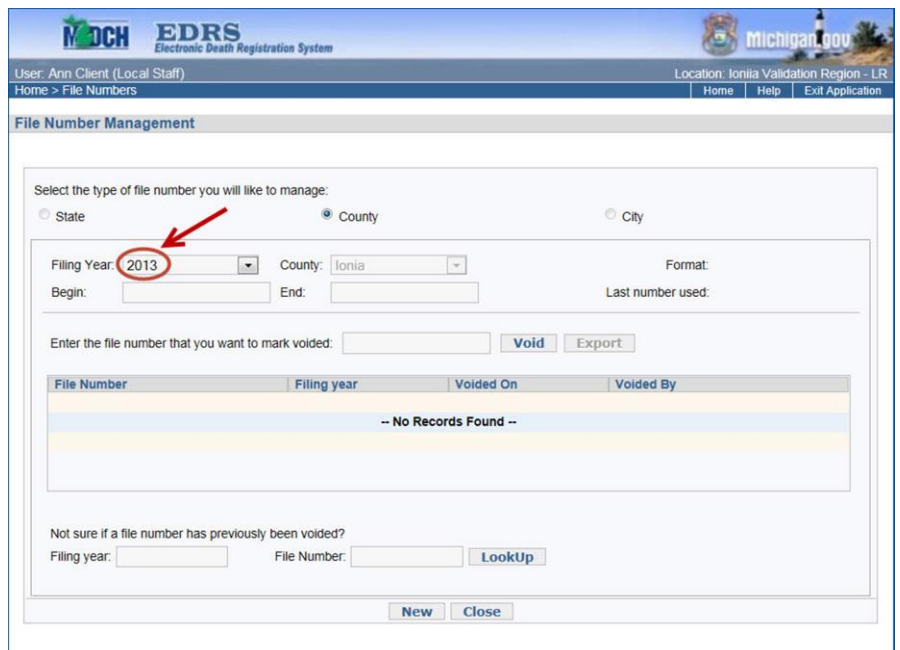 MDCH EDRS
Electronic Death Registration System
Michigan.gov
User: Ann Client (Local Staff) Location: Ioniia Validation Region - LR
Home > File Numbers Home Help Exit Application
File Number Management
Select the type of file number you will like to manage:
State County City
Filing Year: 2013 County: Ionia Format:
Begin: End: Last number used:
Enter the file number that you want to mark voided: Void Export
File Number Filing year Voided On Voided By
-- No Records Found --
Not sure if a file number has previously been voided?
Filing year: File Number: LookUp
New Close